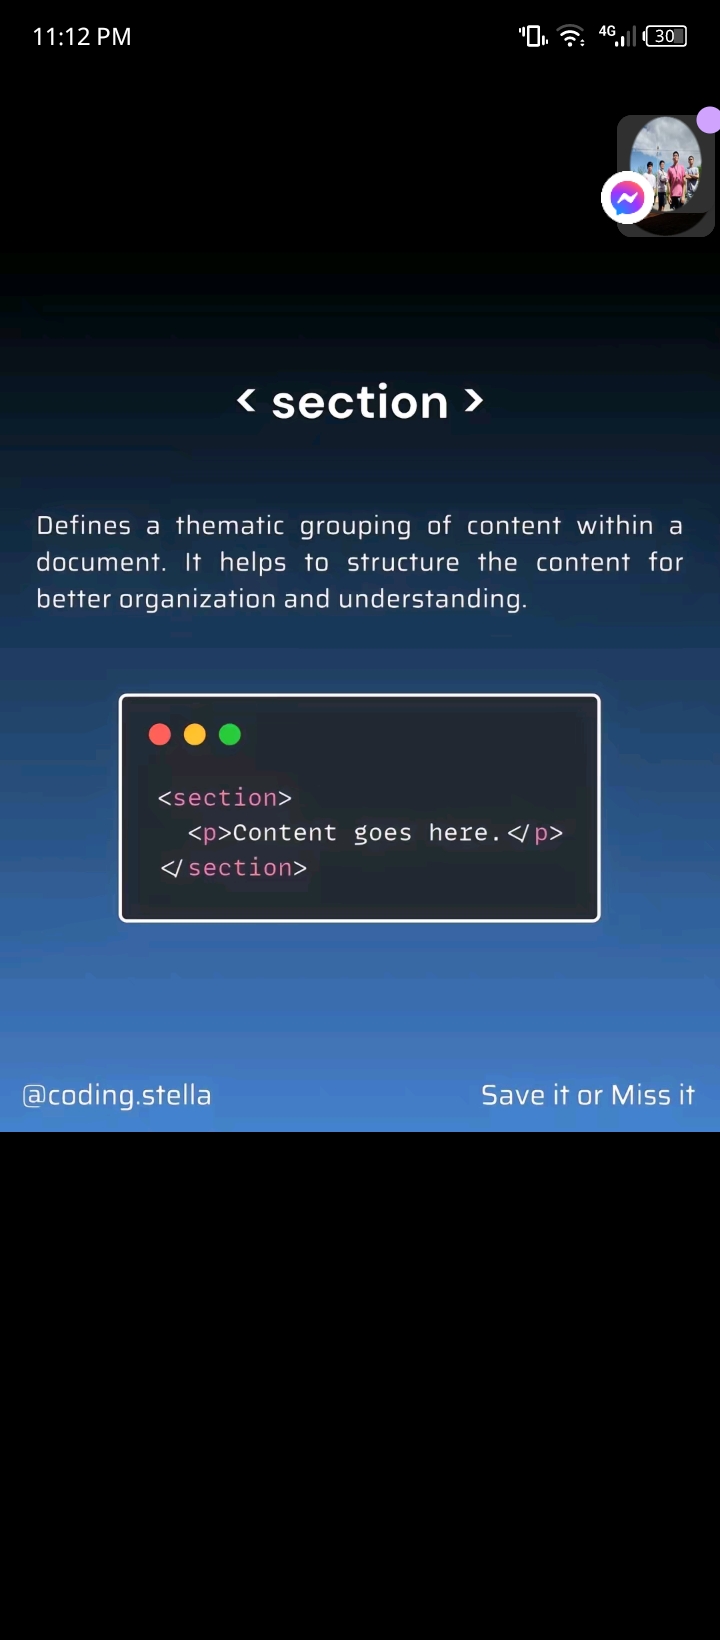 11:12 PM
4G
30
< section >
Defines a thematic grouping of content within a
document. It helps to structure the content for
better organization and understanding.
<section>
<p>Content goes here.</p>
</section>
@coding.stella
Save it or Miss it